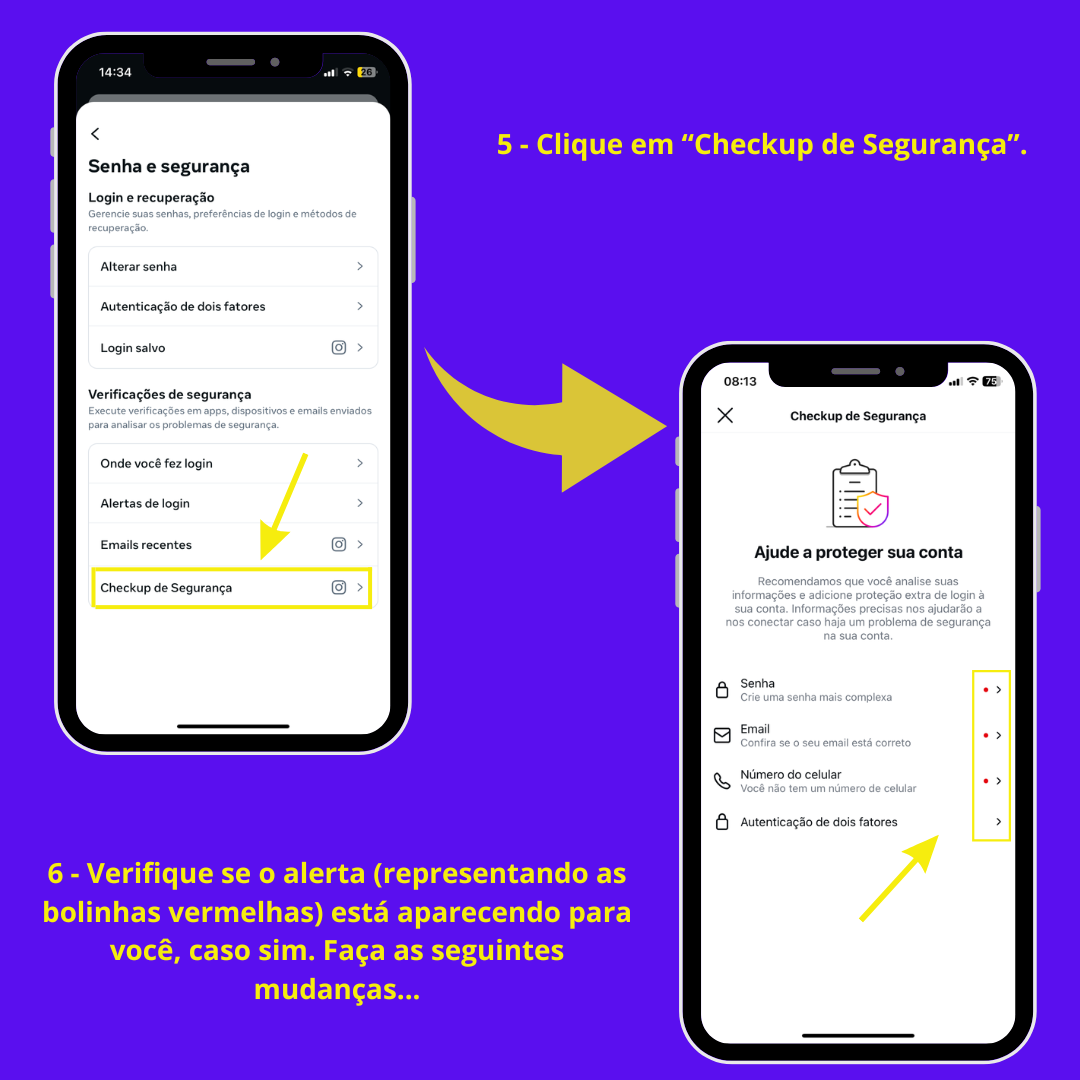 14:34
26
Senha e segurança
Login e recuperação
Gerencie suas senhas, preferências de login e métodos de
recuperação.
Alterar senha
Autenticação de dois fatores
Login salvo
Verificações de segurança
Execute verificações em apps, dispositivos e emails enviados
para analisar os problemas de segurança.
Onde você fez login
Alertas de login
Emails recentes
Checkup de Segurança
5 - Clique em “Checkup de Segurança”.
08:13
75
Checkup de Segurança
Ajude a proteger sua conta
Recomendamos que você analise suas
informações e adicione proteção extra de login à
sua conta. Informações precisas nos ajudarão a
nos conectar caso haja um problema de segurança
na sua conta.
Senha
Crie uma senha mais complexa
Email
Confira se o seu email está correto
Número do celular
Você não tem um número de celular
Autenticação de dois fatores
6 - Verifique se o alerta (representando as
bolinhas vermelhas) está aparecendo para
você, caso sim. Faça as seguintes
mudanças...